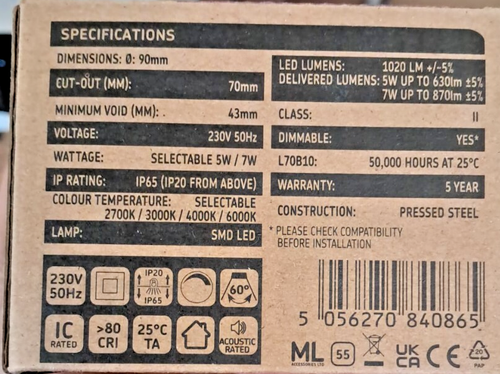 SPECIFICATIONS
DIMENSIONS: Ø: 90mm
CUT-OUT (MM): 70mm
MINIMUM VOID (MM): 43mm
VOLTAGE: 230V 50Hz
WATTAGE: SELECTABLE 5W / 7W
IP RATING: IP65 (IP20 FROM ABOVE)
COLOUR TEMPERATURE: SELECTABLE
2700K / 3000K / 4000K / 6000K
LAMP: SMD LED
LED LUMENS: 1020 LM +/-5%
DELIVERED LUMENS: 5W UP TO 630lm ±5%
7W UP TO 870lm ±5%
CLASS: II
DIMMABLE: YES*
L70B10: 50,000 HOURS AT 25°C
WARRANTY: 5 YEAR
CONSTRUCTION: PRESSED STEEL
* PLEASE CHECK COMPATIBILITY
BEFORE INSTALLATION
230V
50Hz
IP20
IP65
60°
IC
RATED
>80
CRI
25°C
TA
ACOUSTIC
RATED
5 056270 840865
ML
ACCESSORIES LTD
55
UK
CA
CE
20
PAP